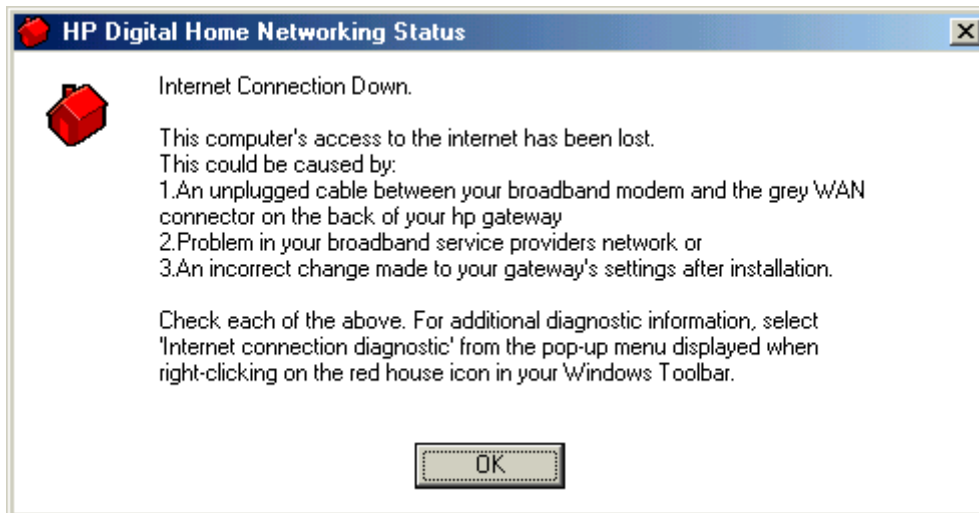 HP Digital Home Networking Status
Internet Connection Down.
This computer's access to the internet has been lost.
This could be caused by:
1.An unplugged cable between your broadband modem and the grey WAN
connector on the back of your hp gateway
2.Problem in your broadband service providers network or
3.An incorrect change made to your gateway's settings after installation.
Check each of the above. For additional diagnostic information, select
'Internet connection diagnostic' from the pop-up menu displayed when
right-clicking on the red house icon in your Windows Toolbar.
OK